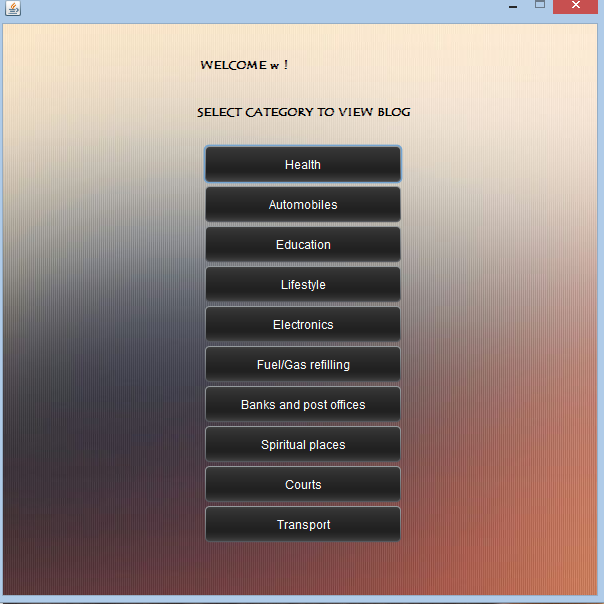 WELCOME w !
SELECT CATEGORY TO VIEW BLOG
Health
Automobiles
Education
Lifestyle
Electronics
Fuel/Gas refilling
Banks and post offices
Spiritual places
Courts
Transport